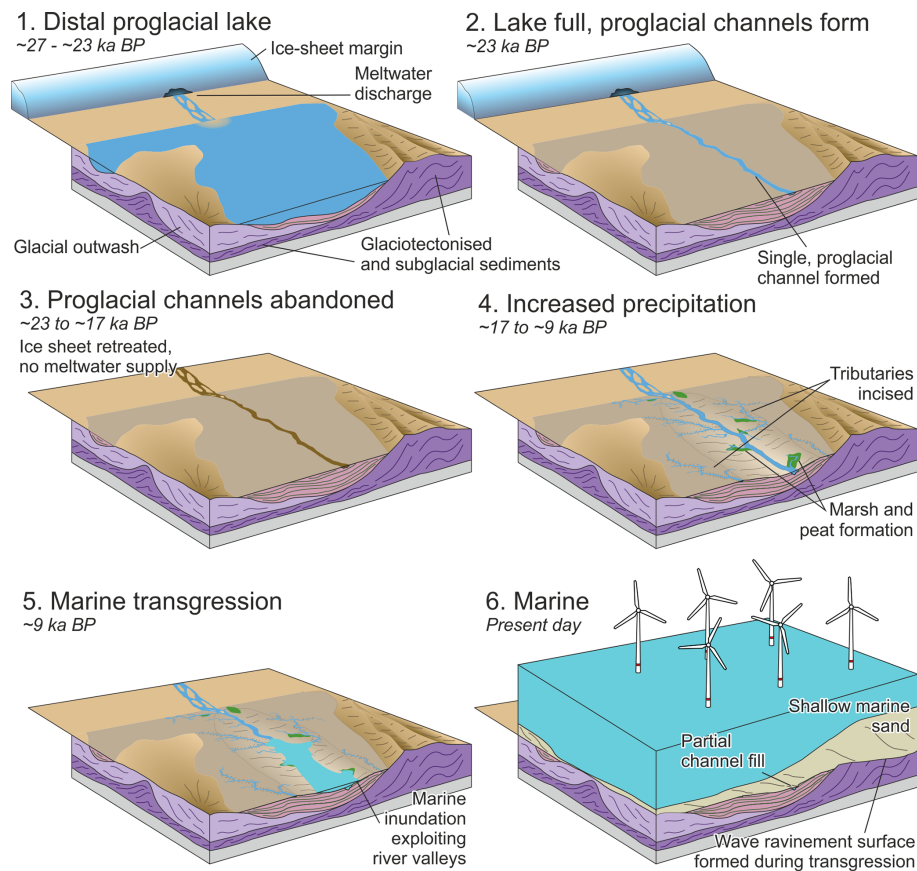 1. Distal proglacial lake
~27 - ~23 ka BP
Ice-sheet margin
Meltwater
discharge
Glacial outwash
Glaciotectonised
and subglacial sediments
2. Lake full, proglacial channels form
~23 ka BP
Single, proglacial
channel formed
3. Proglacial channels abandoned
~23 to ~17 ka BP
Ice sheet retreated,
no meltwater supply
4. Increased precipitation
~17 to ~9 ka BP
Tributaries
incised
Marsh and
peat formation
5. Marine transgression
~9 ka BP
Marine
inundation
exploiting
river valleys
6. Marine
Present day
Shallow marine
sand
Partial
channel fill
Wave ravinement surface
formed during transgression